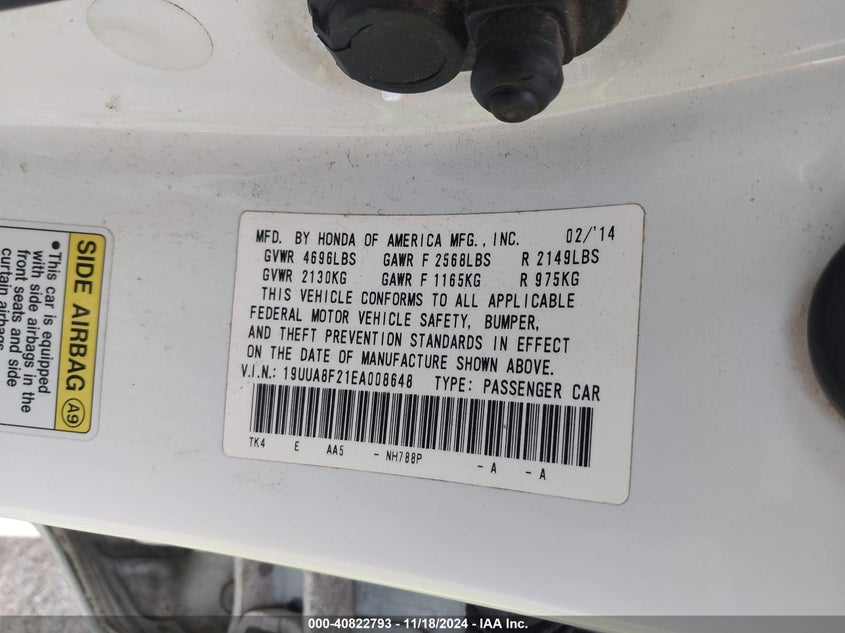 MFD. BY HONDA OF AMERICA MFG., INC. 02/'14
GVWR 4696LBS GAWR F 2568LBS R 2149LBS
GVWR 2130KG GAWR F 1165KG R 975KG
THIS VEHICLE CONFORMS TO ALL APPLICABLE
FEDERAL MOTOR VEHICLE SAFETY, BUMPER,
AND THEFT PREVENTION STANDARDS IN EFFECT
ON THE DATE OF MANUFACTURE SHOWN ABOVE.
V.I.N.: 19UUA8F21EA008648 TYPE: PASSENGER CAR
TK4 E AA5 - NH788P - A - A
SIDE AIRBAG A9
•This car is equipped
with side airbags in the
front seats and side
curtain airbags
000-40822793 - 11/18/2024 - IAA Inc.